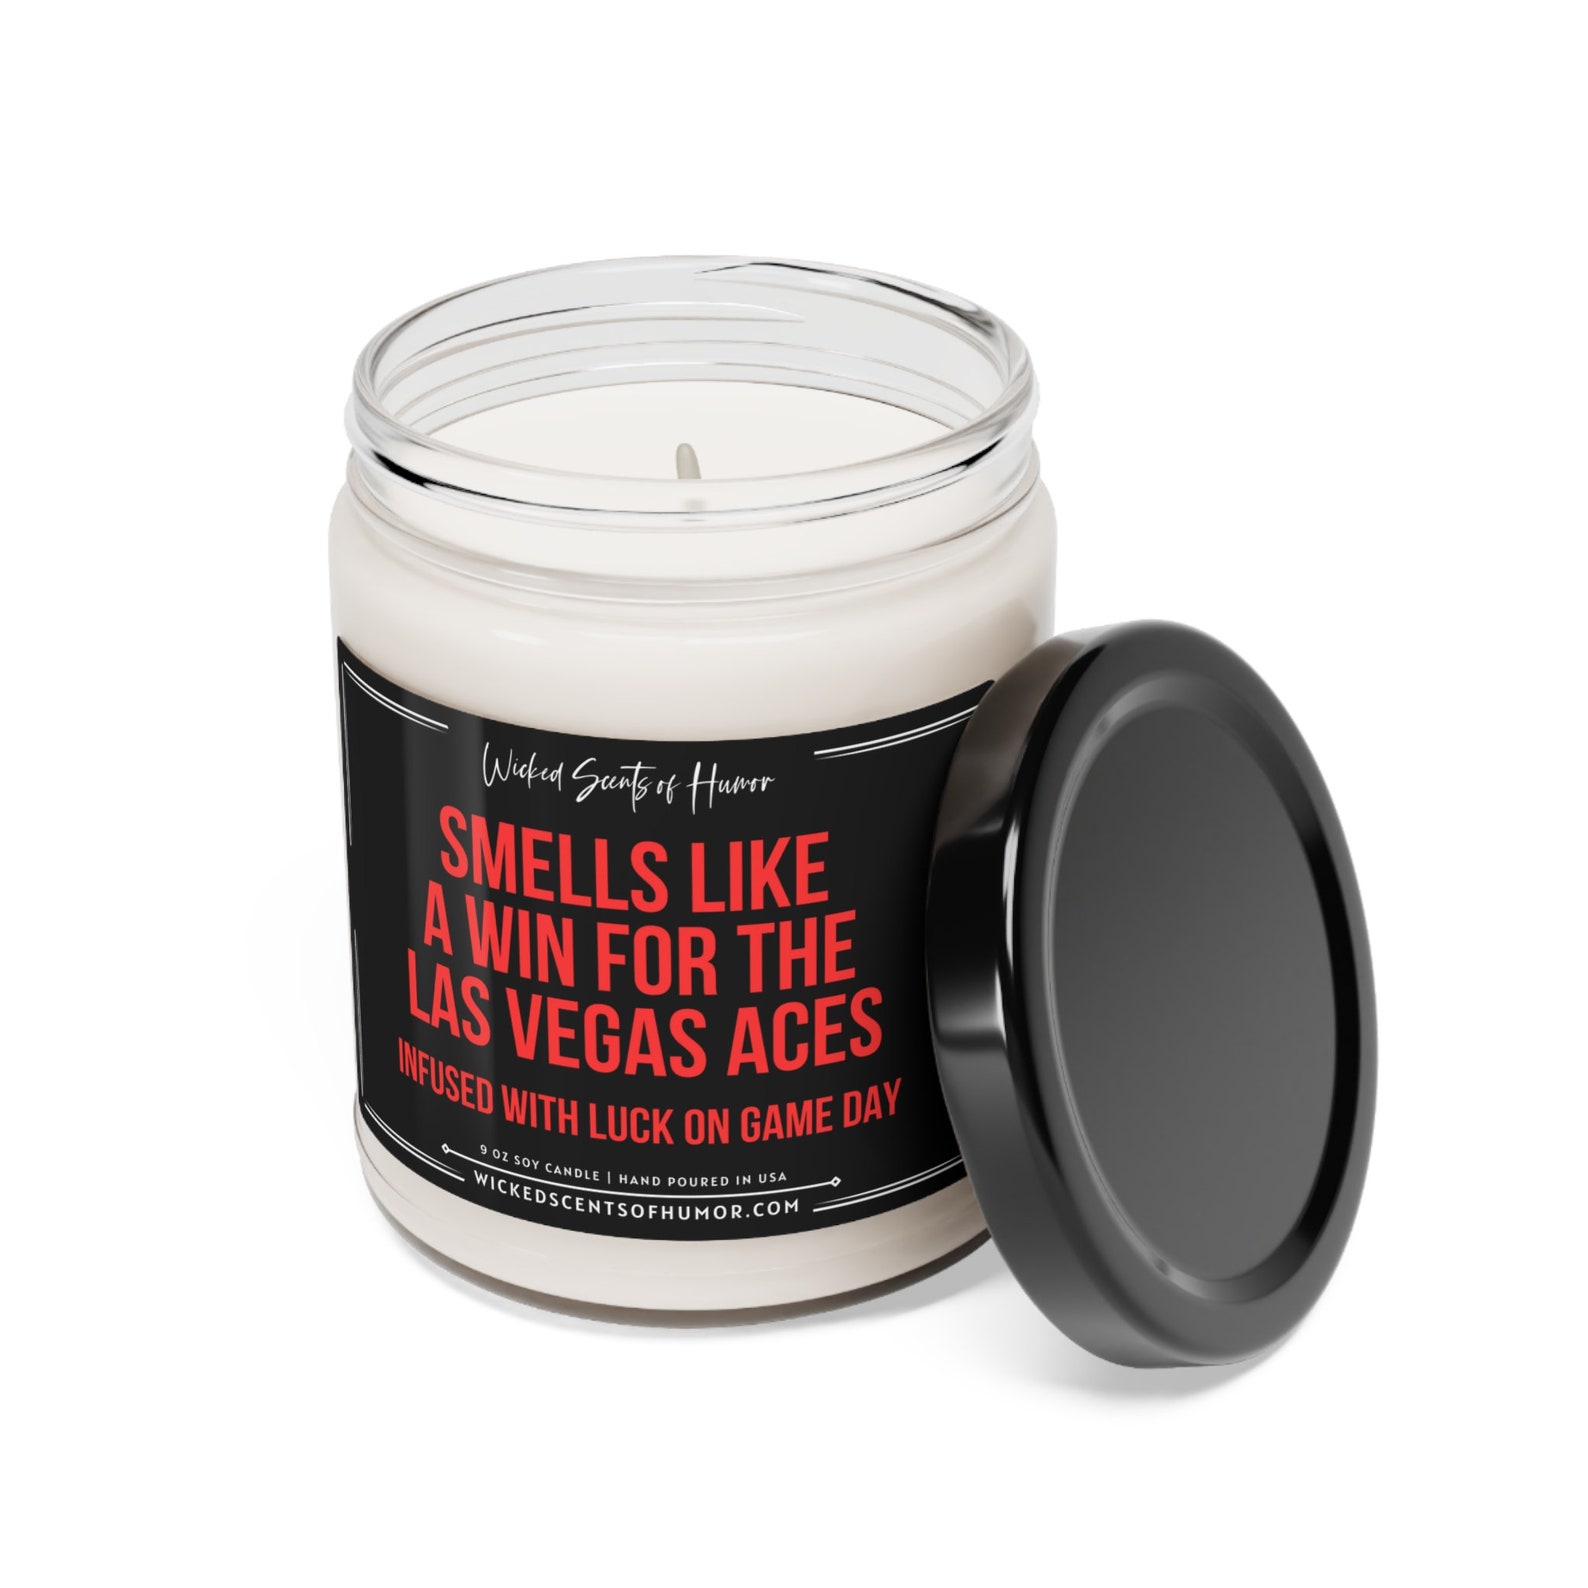 Wicked Scents of Humor
SMELLS LIKE
A WIN FOR THE
LAS VEGAS ACES
INFUSED WITH LUCK ON GAME DAY
9 OZ SOY CANDLE | HAND POURED IN USA
WICKEDSCENTSOFHUMOR.COM